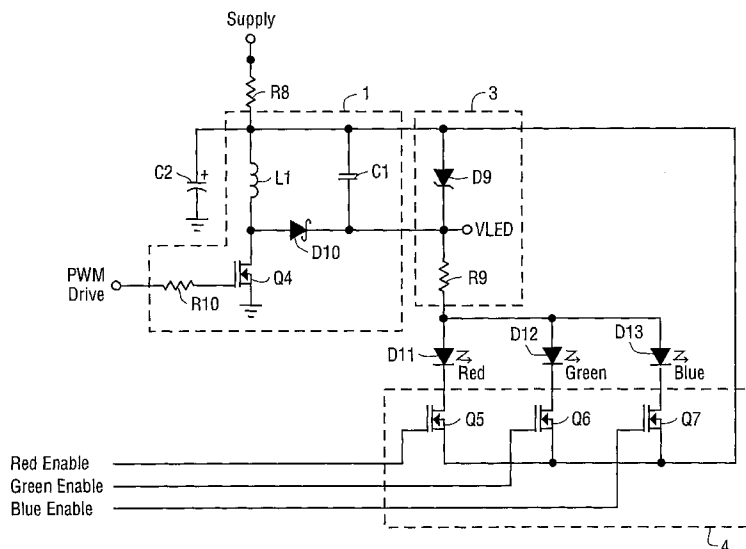 Supply
R8
1
3
C2
+
L1
C1
D9
D10
VLED
PWM
Drive
R10
Q4
R9
D11
Red
D12
Green
D13
Blue
Q5
Q6
Q7
Red Enable
Green Enable
Blue Enable
4